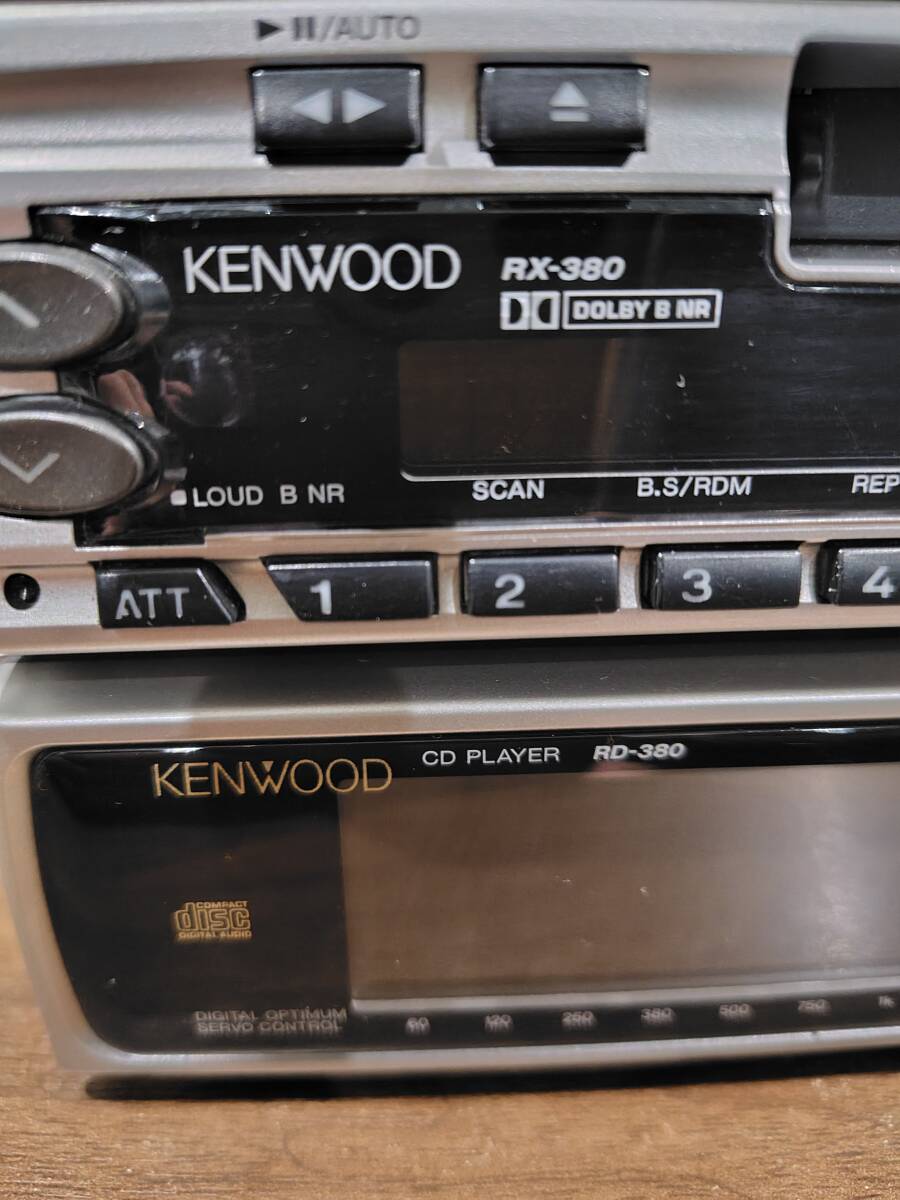 ▶⏸/AUTO
KENWOOD RX-380
DOLBY B NR
LOUD B NR SCAN B.S/RDM REP
ATT 1 2 3 4
KENWOOD CD PLAYER RD-380
COMPACT
disc
DIGITAL AUDIO
DIGITAL OPTIMUM
SERVO CONTROL
60 120 250 380 500 750 1k